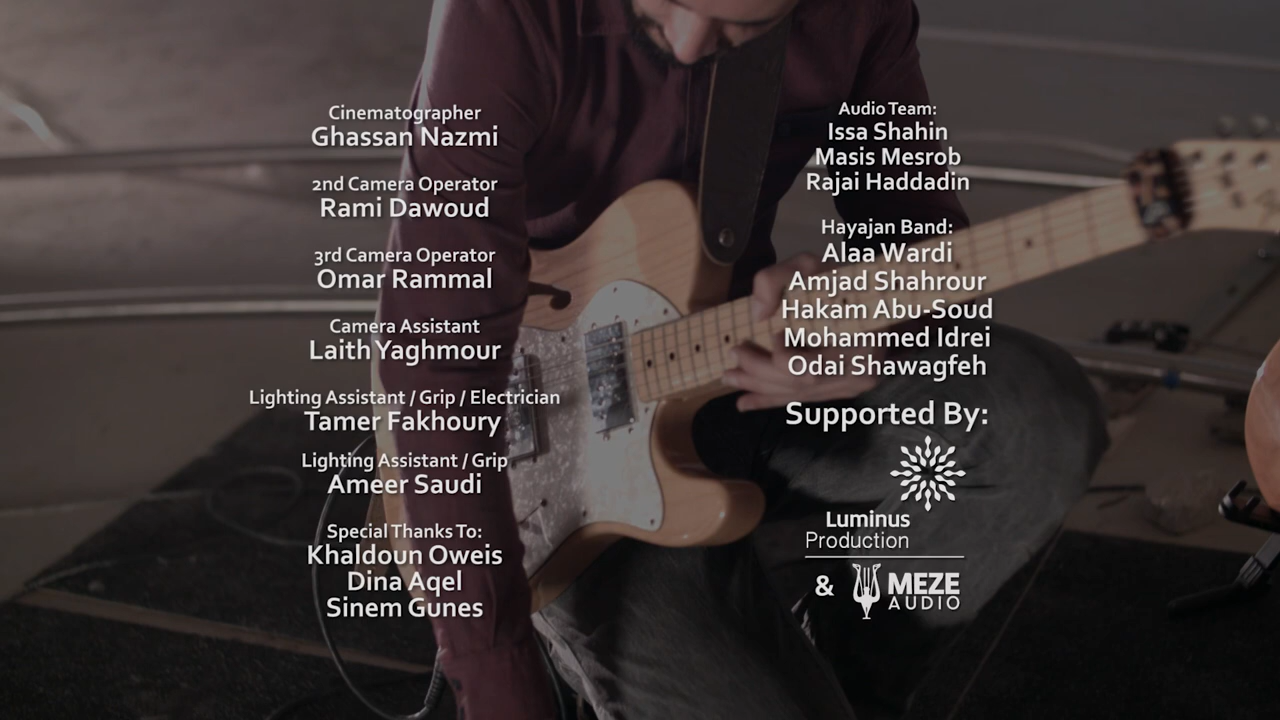 Cinematographer
Ghassan Nazmi
2nd Camera Operator
Rami Dawoud
3rd Camera Operator
Omar Rammal
Camera Assistant
Laith Yaghmour
Lighting Assistant / Grip / Electrician
Tamer Fakhoury
Lighting Assistant / Grip
Ameer Saudi
Special Thanks To:
Khaldoun Oweis
Dina Aqel
Sinem Gunes
Audio Team:
Issa Shahin
Masis Mesrob
Rajai Haddadin
Hayajan Band:
Alaa Wardi
Amjad Shahrour
Hakam Abu-Soud
Mohammed Idrei
Odai Shawagfeh
Supported By:
Luminus
Production
& MEZE
AUDIO